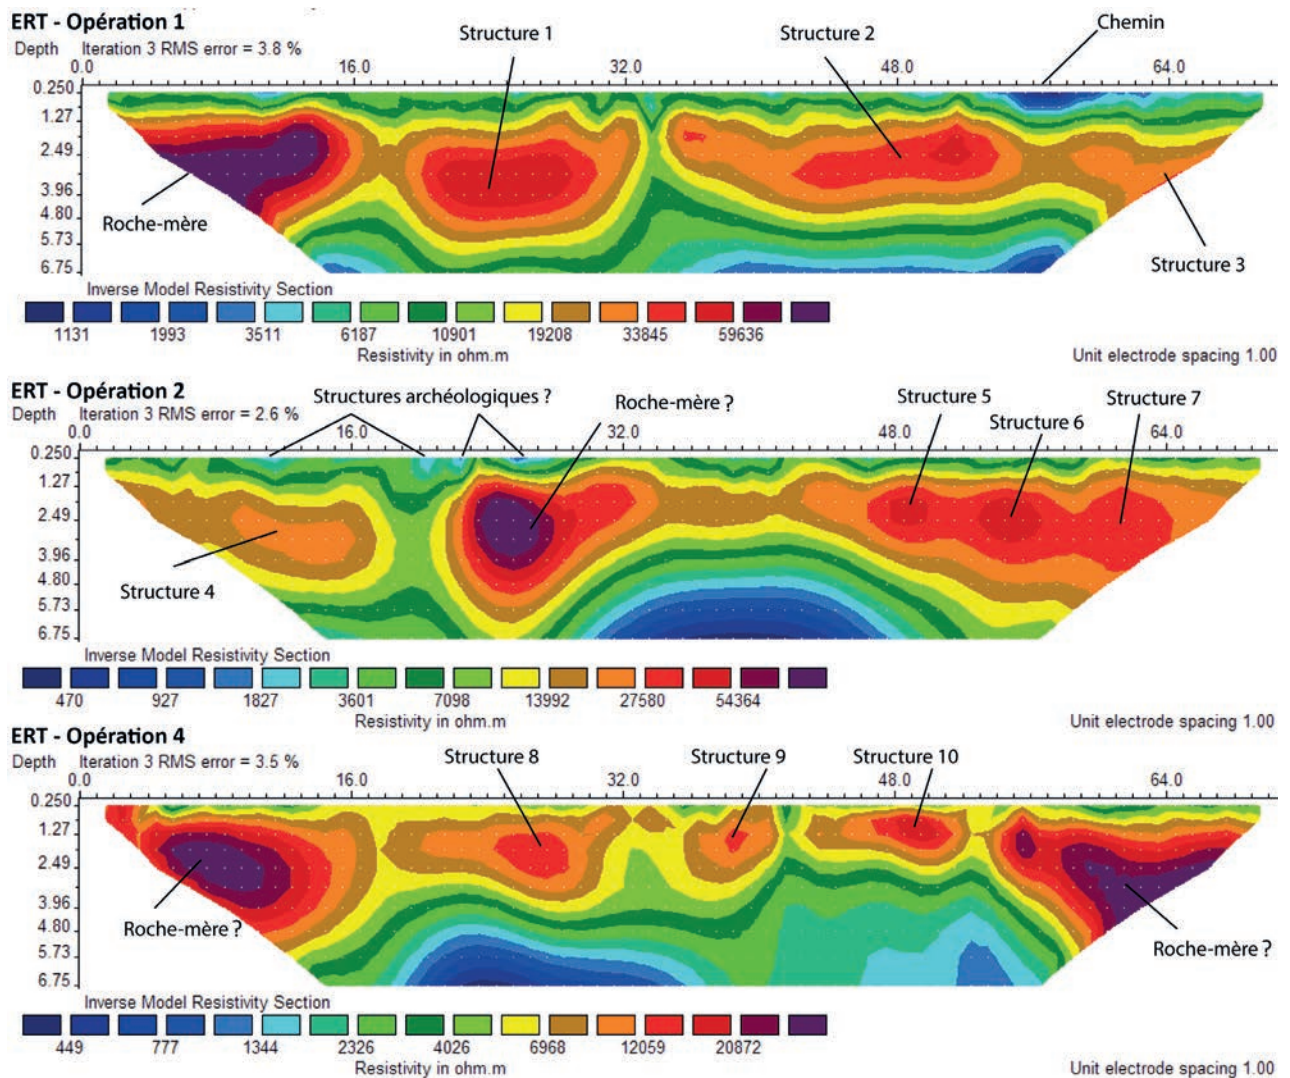 ERT - Opération 1
Depth Iteration 3 RMS error = 3.8 %
Structure 1
Structure 2
Chemin
0.0 16.0 32.0 48.0 64.0
0.250
1.27
2.49
3.96
4.80
5.73
6.75
Roche-mère
Structure 3
Inverse Model Resistivity Section
1131 1993 3511 6187 10901 19208 33845 59636
Resistivity in ohm.m
Unit electrode spacing 1.00
ERT - Opération 2
Depth Iteration 3 RMS error = 2.6 %
Structures archéologiques ?
Roche-mère ?
Structure 5
Structure 6
Structure 7
0.0 16.0 32.0 48.0 64.0
0.250
1.27
2.49
3.96
4.80
5.73
6.75
Structure 4
Inverse Model Resistivity Section
470 927 1827 3601 7098 13992 27580 54364
Resistivity in ohm.m
Unit electrode spacing 1.00
ERT - Opération 4
Depth Iteration 3 RMS error = 3.5 %
Structure 8
Structure 9
Structure 10
0.0 16.0 32.0 48.0 64.0
0.250
1.27
2.49
3.96
4.80
5.73
6.75
Roche-mère ?
Roche-mère ?
Inverse Model Resistivity Section
449 777 1344 2326 4026 6968 12059 20872
Resistivity in ohm.m
Unit electrode spacing 1.00